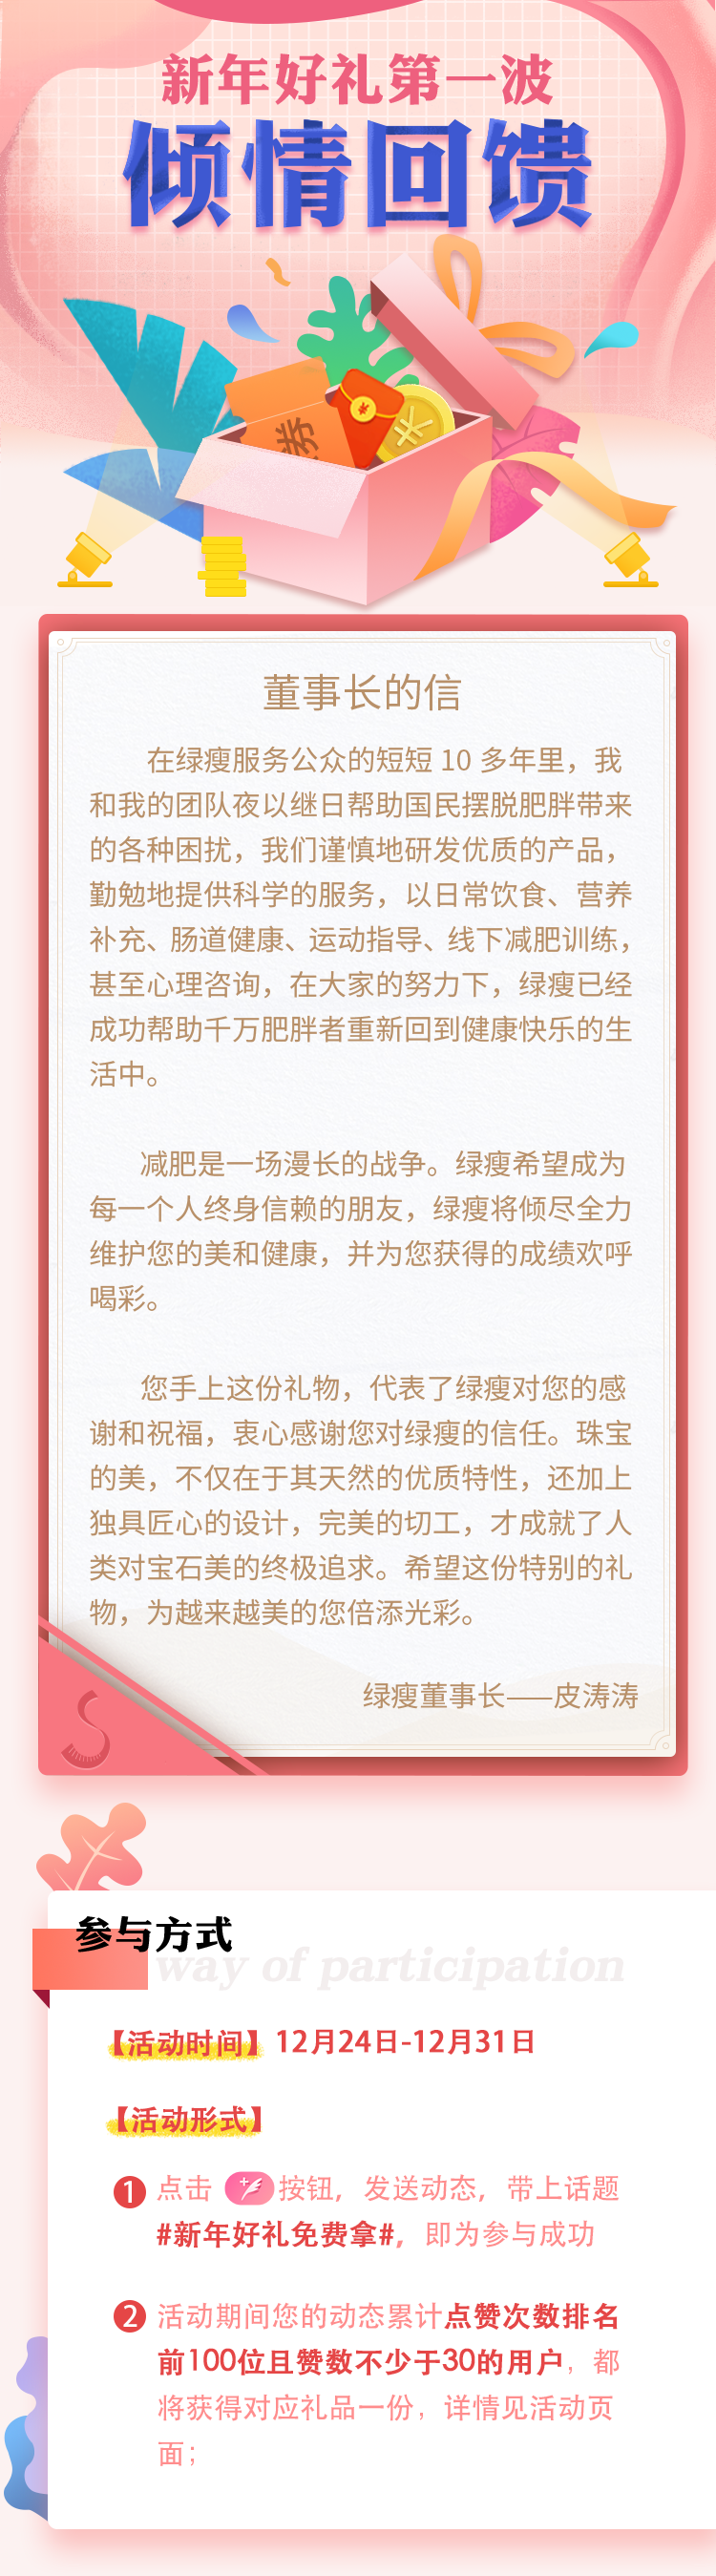 新年好礼第一波
倾情回馈
券
董事长的信
在绿瘦服务公众的短短 10 多年里，我
和我的团队夜以继日帮助国民摆脱肥胖带来
的各种困扰，我们谨慎地研发优质的产品，
勤勉地提供科学的服务，以日常饮食、营养
补充、肠道健康、运动指导、线下减肥训练，
甚至心理咨询，在大家的努力下，绿瘦已经
成功帮助千万肥胖者重新回到健康快乐的生
活中。
减肥是一场漫长的战争。绿瘦希望成为
每一个人终身信赖的朋友，绿瘦将倾尽全力
维护您的美和健康，并为您获得的成绩欢呼
喝彩。
您手上这份礼物，代表了绿瘦对您的感
谢和祝福，衷心感谢您对绿瘦的信任。珠宝
的美，不仅在于其天然的优质特性，还加上
独具匠心的设计，完美的切工，才成就了人
类对宝石美的终极追求。希望这份特别的礼
物，为越来越美的您倍添光彩。
绿瘦董事长——皮涛涛
参与方式
way of participation
【活动时间】12月24日-12月31日
【活动形式】
1 点击 按钮，发送动态，带上话题
#新年好礼免费拿#，即为参与成功
2 活动期间您的动态累计点赞次数排名
前100位且赞数不少于30的用户，都
将获得对应礼品一份，详情见活动页
面；